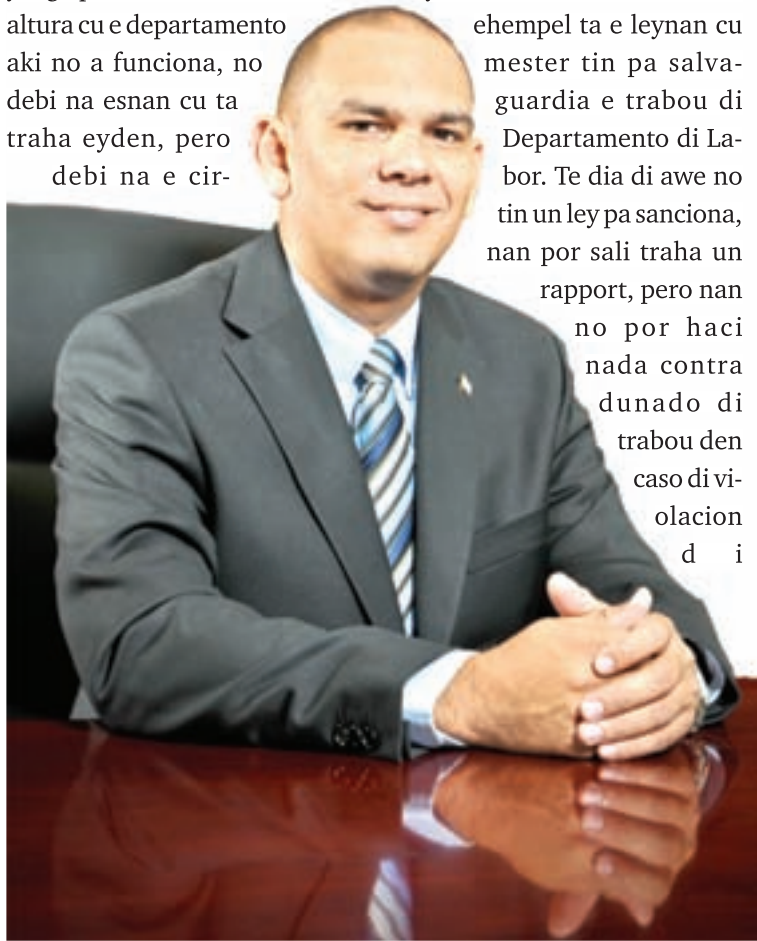 altura cu e departamento
aki no a funciona, no
debi na esnan cu ta
traha eyden, pero
debi na e cir-
ehempel ta e leynan cu
mester tin pa salva-
guardia e trabou di
Departamento di La-
bor. Te dia di awe no
tin un ley pa sanciona,
nan por sali traha un
rapport, pero nan
no por haci
nada contra
dunado di
trabou den
caso di vi-
olacion
d i